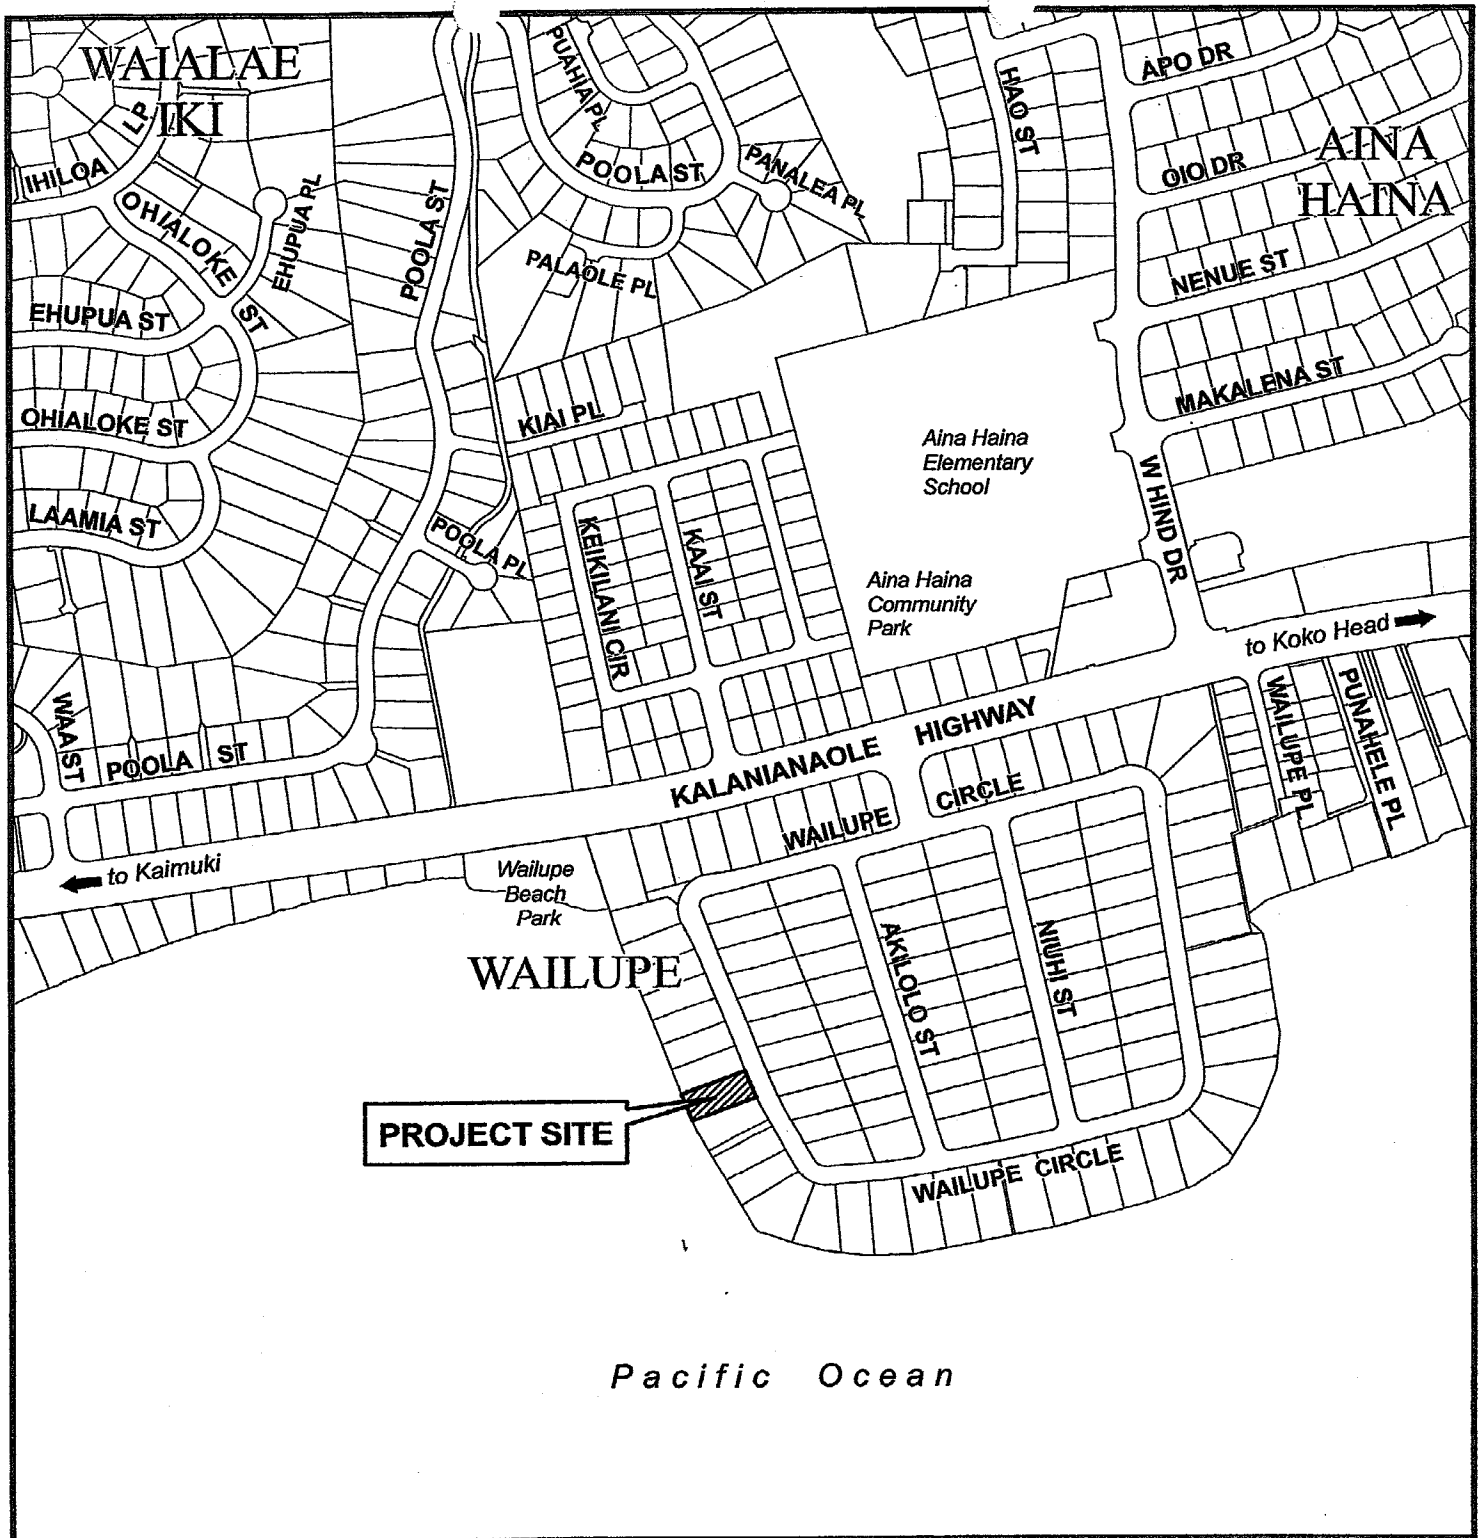 WAIALAE
IKI
LP
IHILOA
OHIALOKE ST
EHUPUA PL
EHUPUA ST
OHIALOKE ST
LAAMIA ST
WAA ST
POOLA ST
POOLA ST
POOLA PL
PUAHIA PL
POOLA ST
PANALEA PL
PALAOLE PL
KIAI PL
KEIKILANI CIR
KAAI ST
HAO ST
APO DR
OIO DR
AINA
HAINA
NENUE ST
MAKALENA ST
W HIND DR
Aina Haina
Elementary
School
Aina Haina
Community
Park
to Koko Head
KALANIANAOLE HIGHWAY
WAILUPE PL
PUNAHELE PL
to Kaimuki
Wailupe
Beach
Park
WAILUPE CIRCLE
WAILUPE
AKILOLO ST
NIUHI ST
PROJECT SITE
WAILUPE CIRCLE
Pacific Ocean